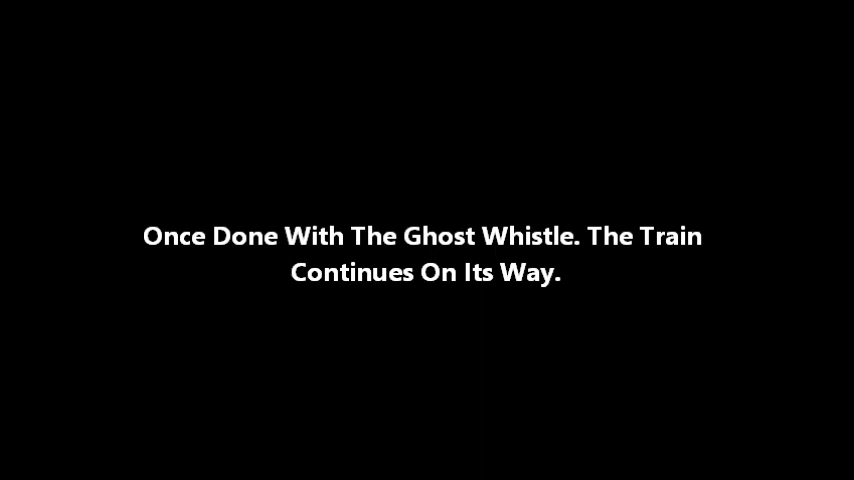 Once Done With The Ghost Whistle. The Train
Continues On Its Way.